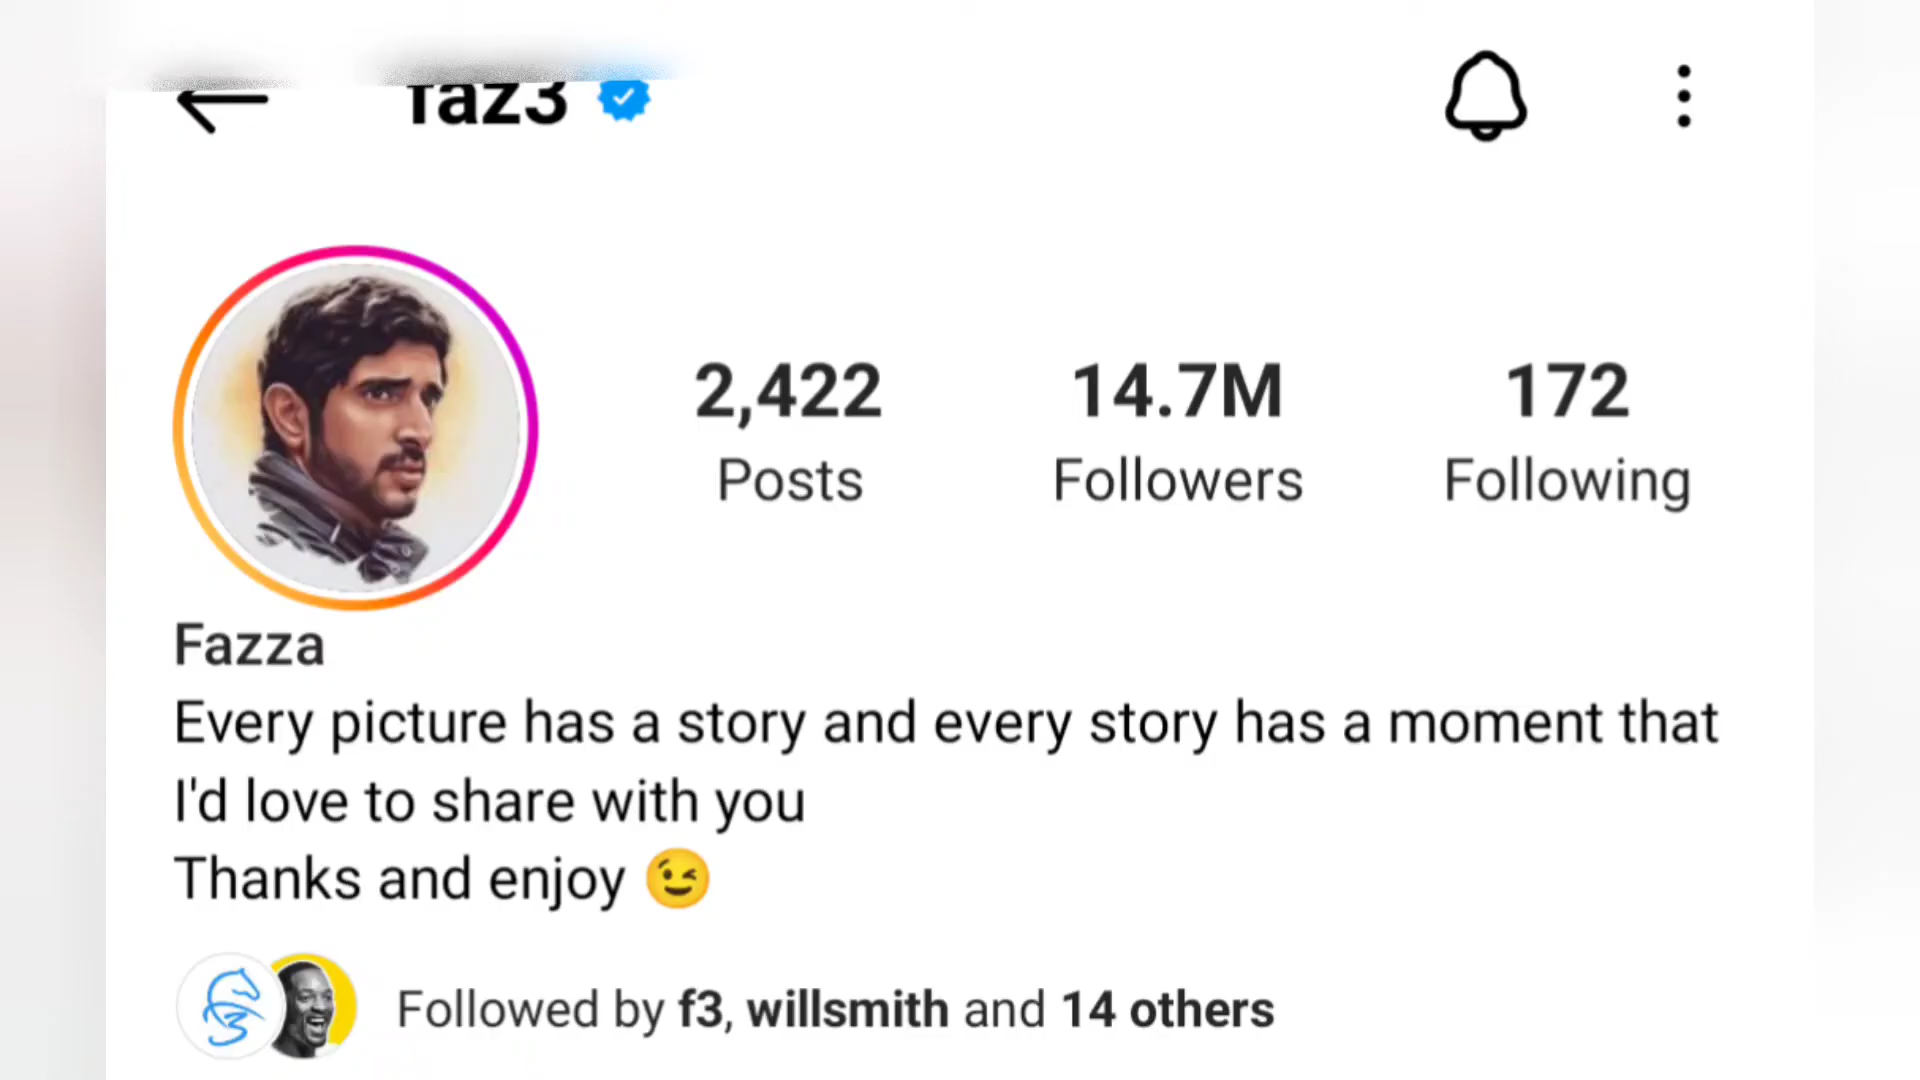 faz3
2,422 14.7M 172
Posts Followers Following
Fazza
Every picture has a story and every story has a moment that
I'd love to share with you
Thanks and enjoy 😉
Followed by f3, willsmith and 14 others